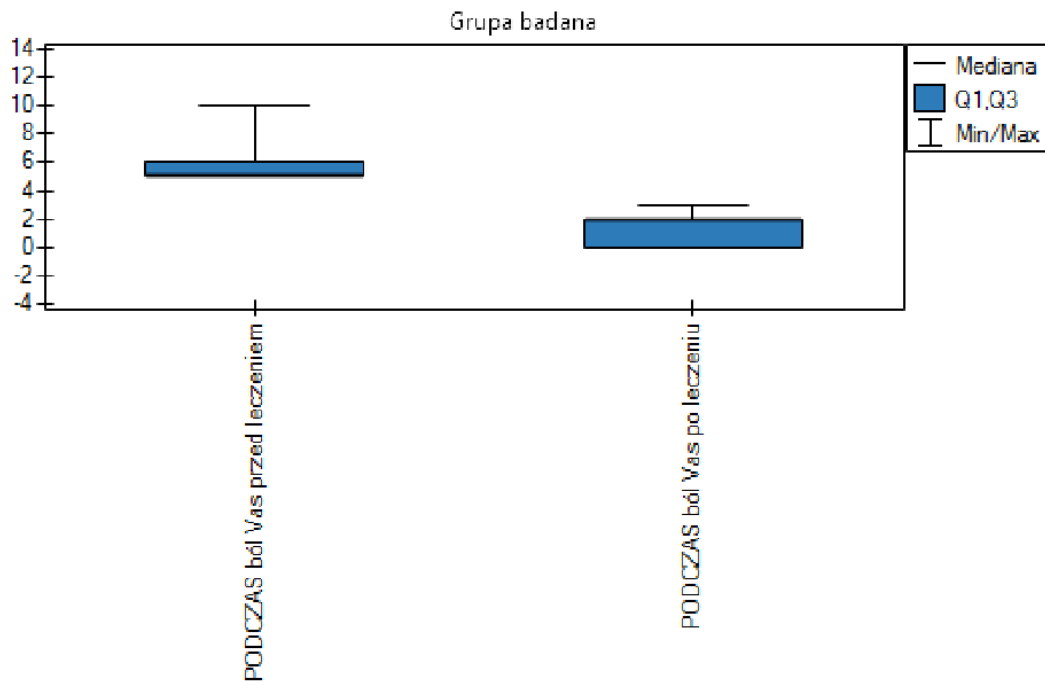 Grupa badana
14
12
10
8
6
4
2
0
-2
-4
Mediana
Q1,Q3
Min/Max
PODCZAS ból Vas przed leczeniem
PODCZAS ból Vas po leczeniu